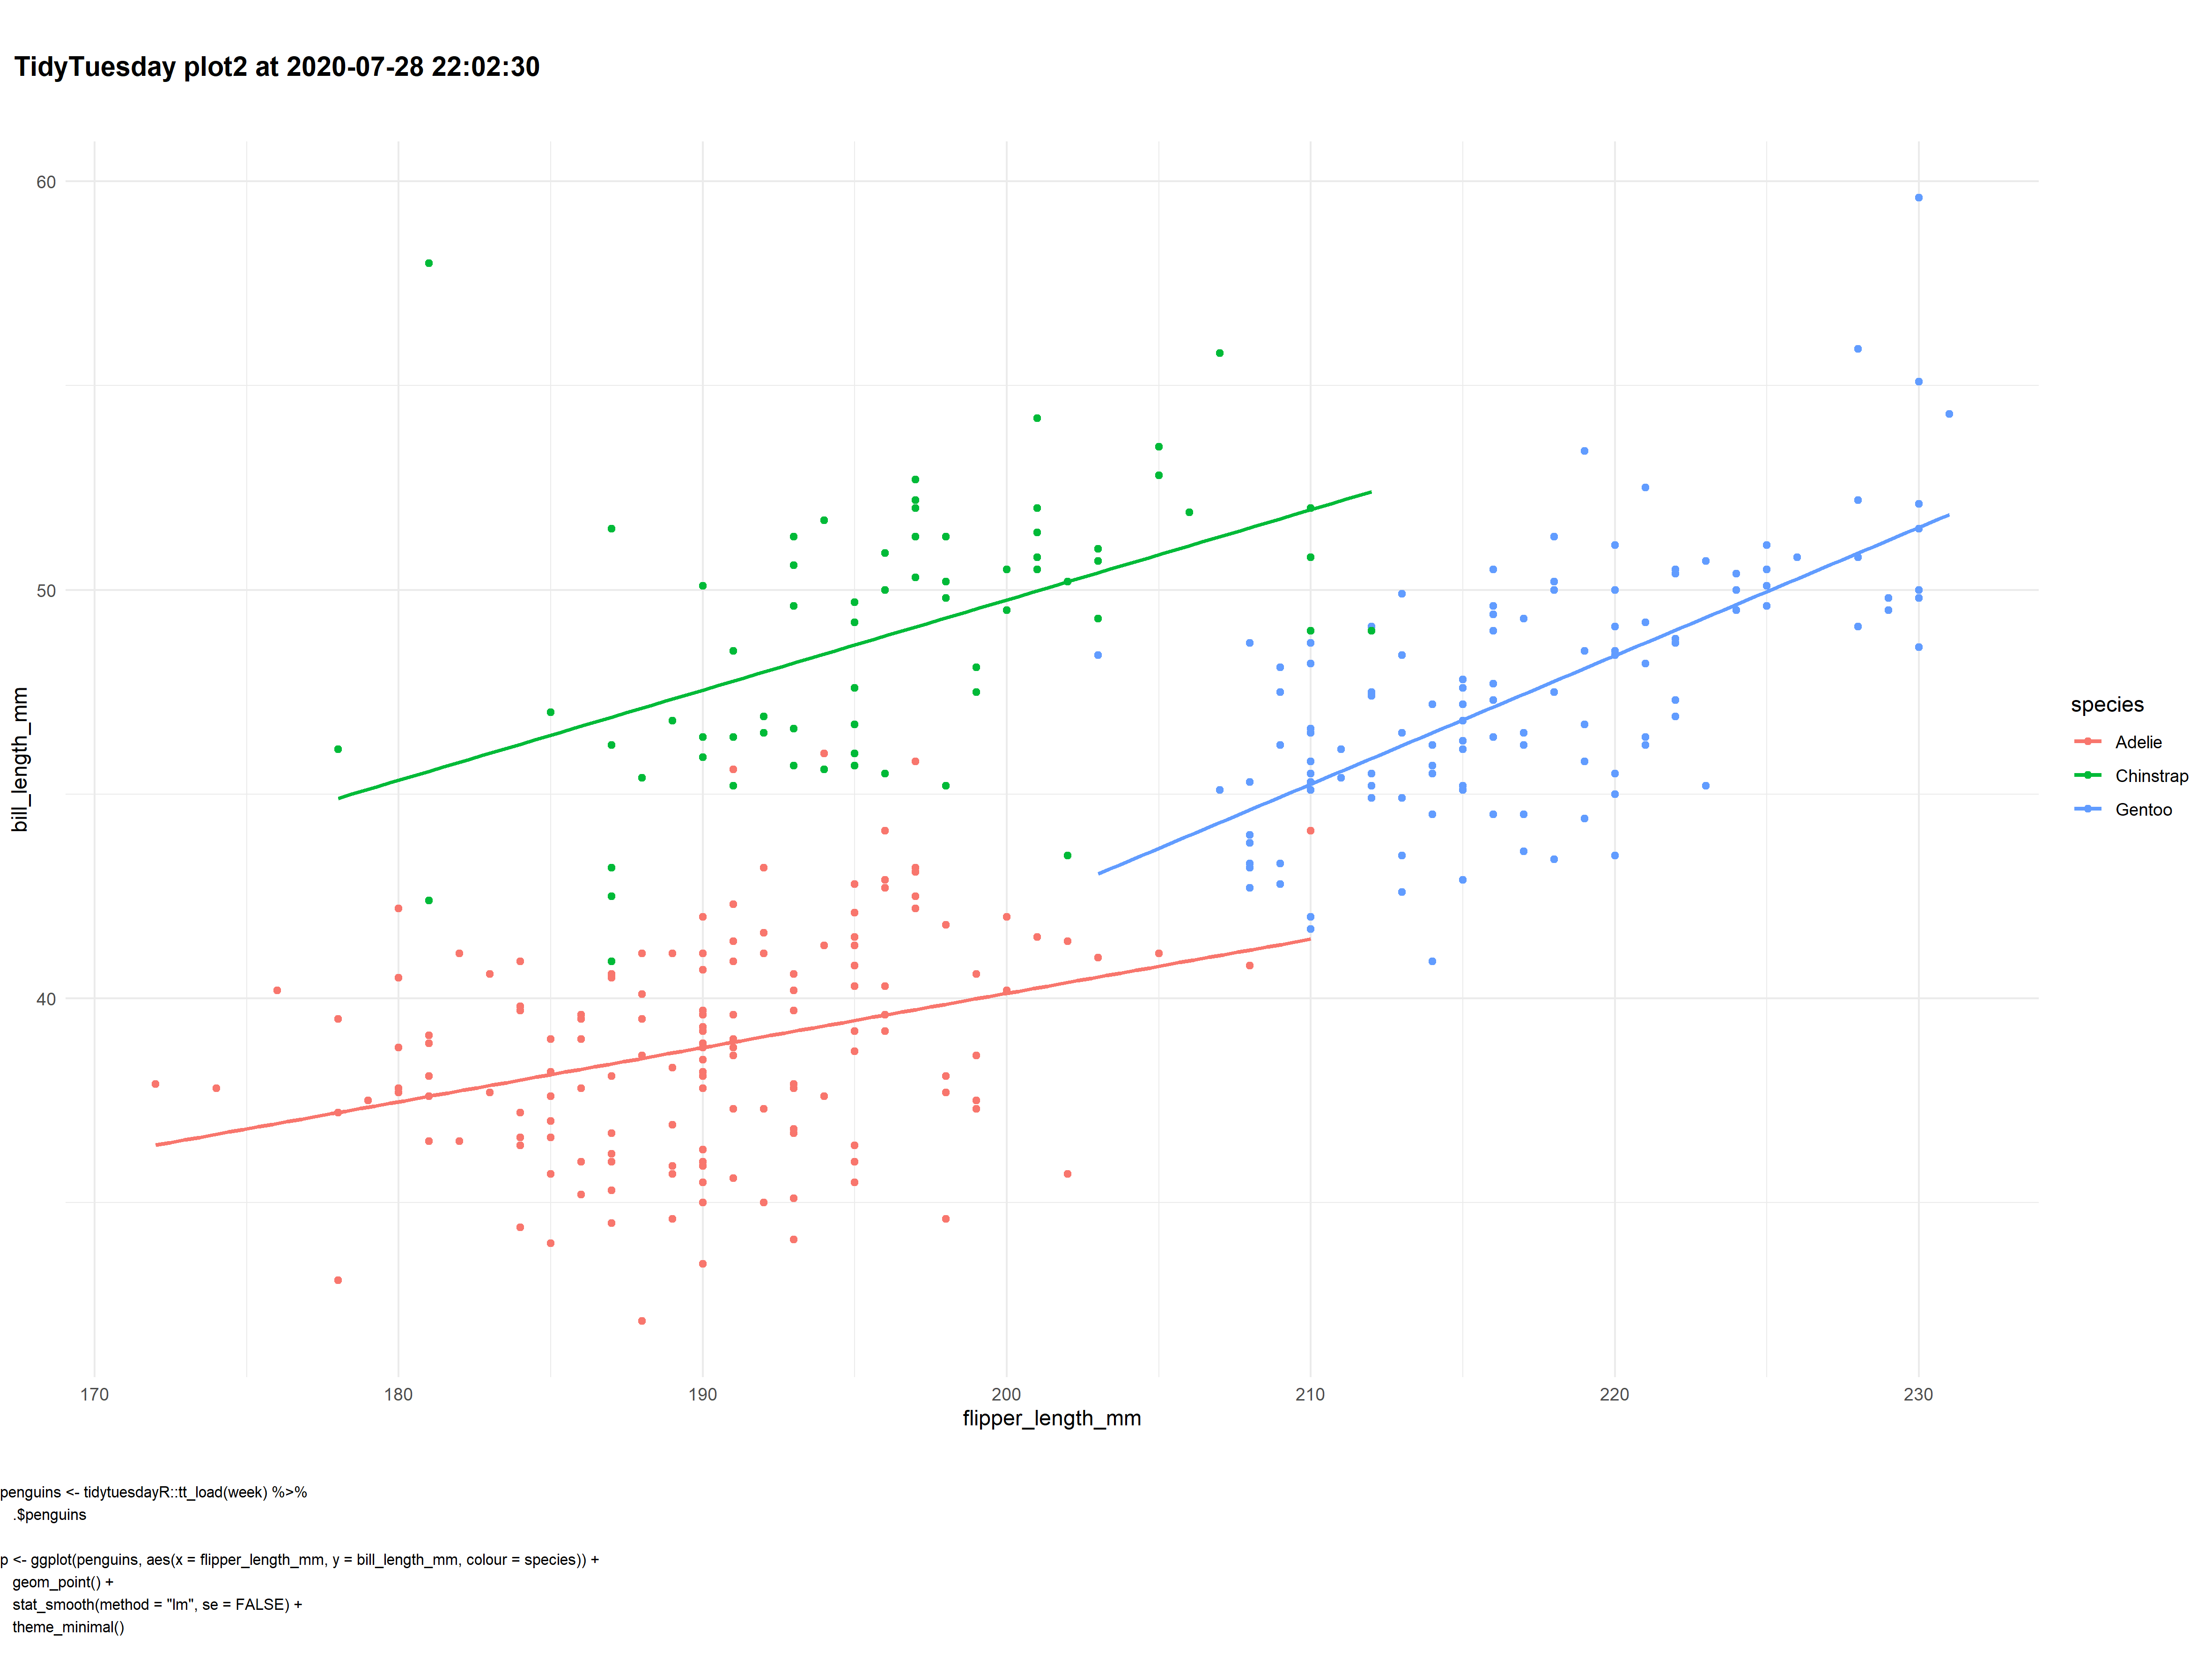 TidyTuesday plot2 at 2020-07-28 22:02:30
60
50
40
bill_length_mm
170 180 190 200 210 220 230
flipper_length_mm
species
Adelie
Chinstrap
Gentoo
penguins <- tidytuesdayR::tt_load(week) %>%
.$penguins
p <- ggplot(penguins, aes(x = flipper_length_mm, y = bill_length_mm, colour = species)) +
geom_point() +
stat_smooth(method = "lm", se = FALSE) +
theme_minimal()